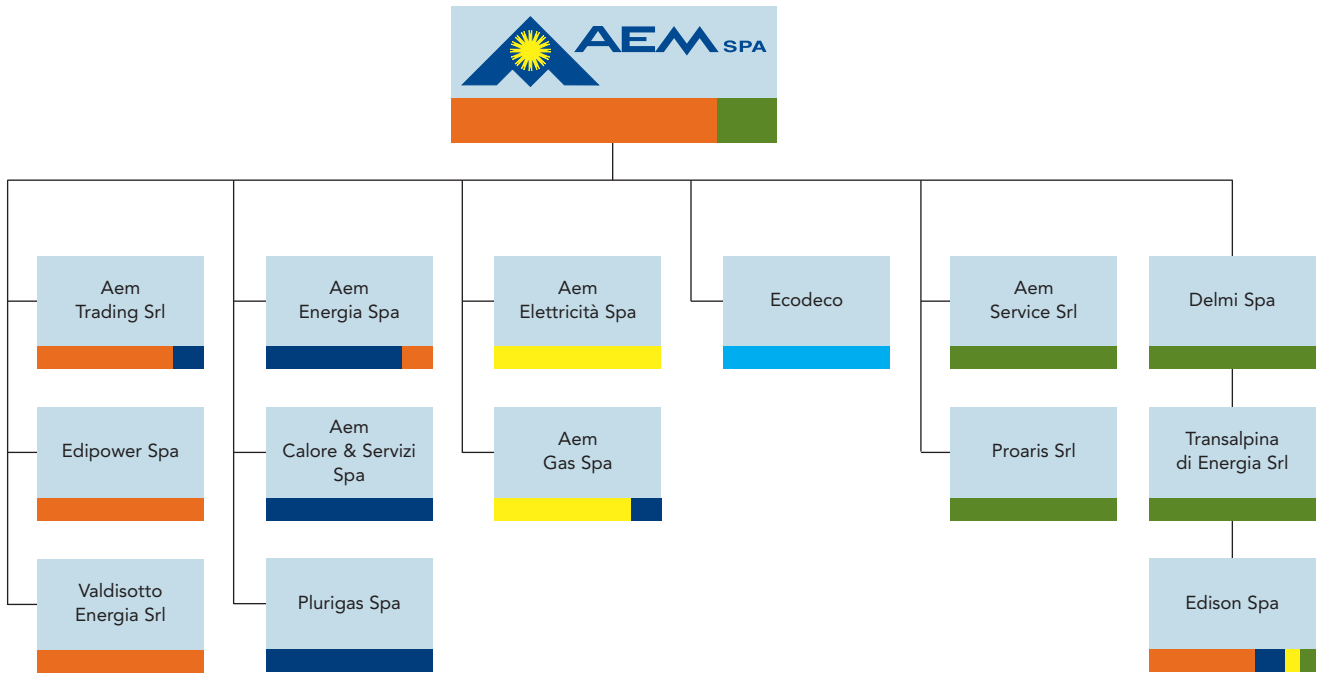 AEM SPA
Aem
Trading Srl
Aem
Energia Spa
Aem
Elettricità Spa
Ecodeco
Aem
Service Srl
Delmi Spa
Edipower Spa
Aem
Calore & Servizi
Spa
Aem
Gas Spa
Proaris Srl
Transalpina
di Energia Srl
Valdisotto
Energia Srl
Plurigas Spa
Edison Spa